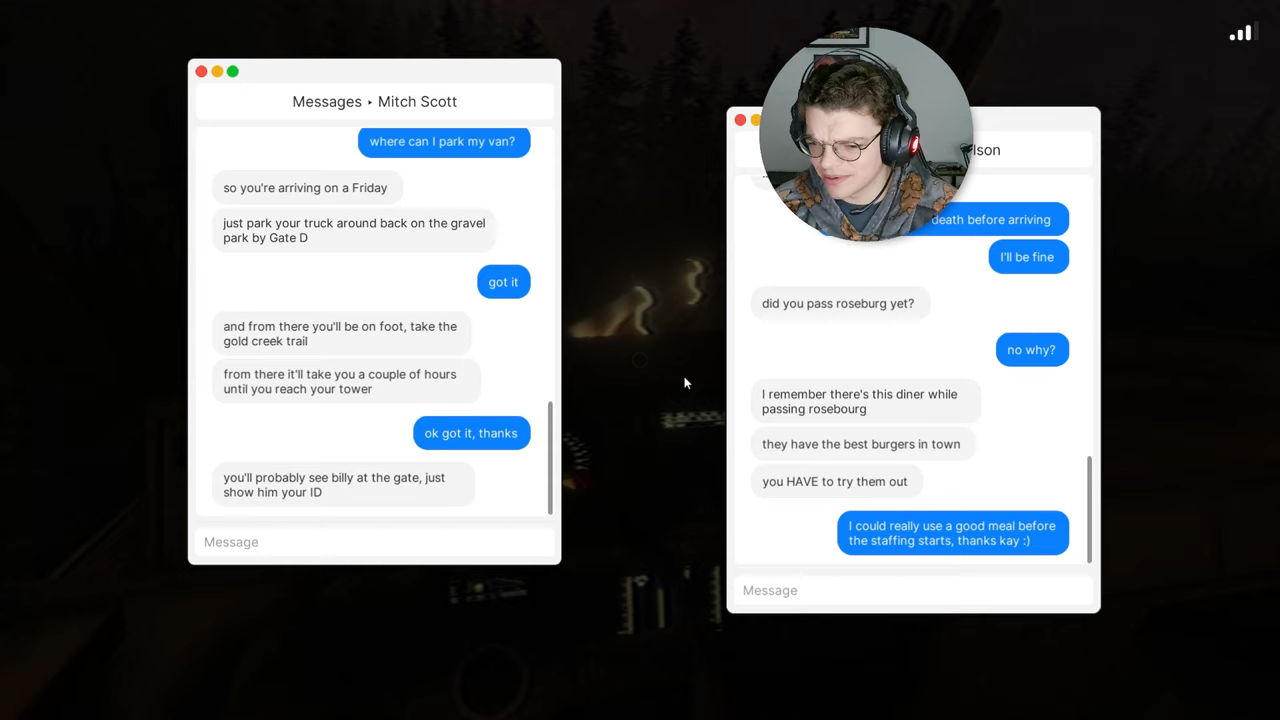 Messages ▸ Mitch Scott
where can I park my van?
so you're arriving on a Friday
just park your truck around back on the gravel
park by Gate D
got it
and from there you'll be on foot, take the
gold creek trail
from there it'll take you a couple of hours
until you reach your tower
ok got it, thanks
you'll probably see billy at the gate, just
show him your ID
Message
lson
death before arriving
I'll be fine
did you pass roseburg yet?
no why?
I remember there's this diner while
passing rosebourg
they have the best burgers in town
you HAVE to try them out
I could really use a good meal before
the staffing starts, thanks kay :)
Message